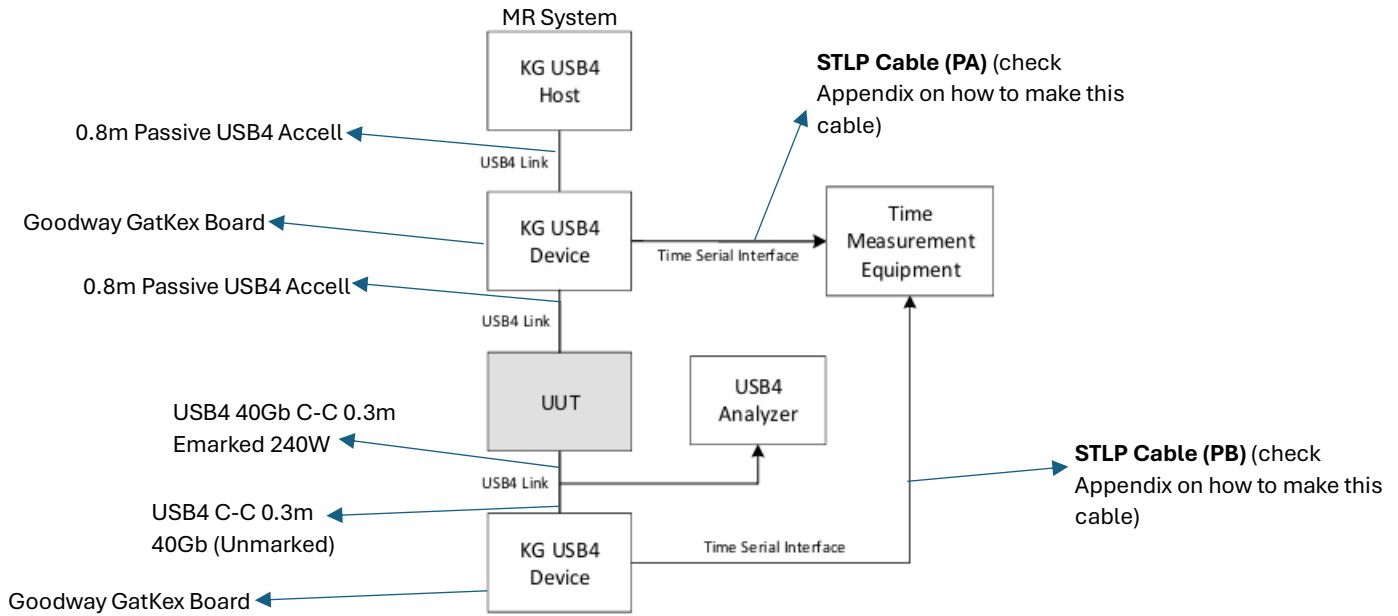 MR System
KG USB4
Host
STLP Cable (PA) (check
Appendix on how to make this
cable)
0.8m Passive USB4 Accell
USB4 Link
Goodway GatKex Board
KG USB4
Device
Time Serial Interface
Time
Measurement
Equipment
0.8m Passive USB4 Accell
USB4 Link
UUT
USB4
Analyzer
USB4 40Gb C-C 0.3m
Emarked 240W
USB4 Link
STLP Cable (PB) (check
Appendix on how to make this
cable)
USB4 C-C 0.3m
40Gb (Unmarked)
KG USB4
Device
Time Serial Interface
Goodway GatKex Board